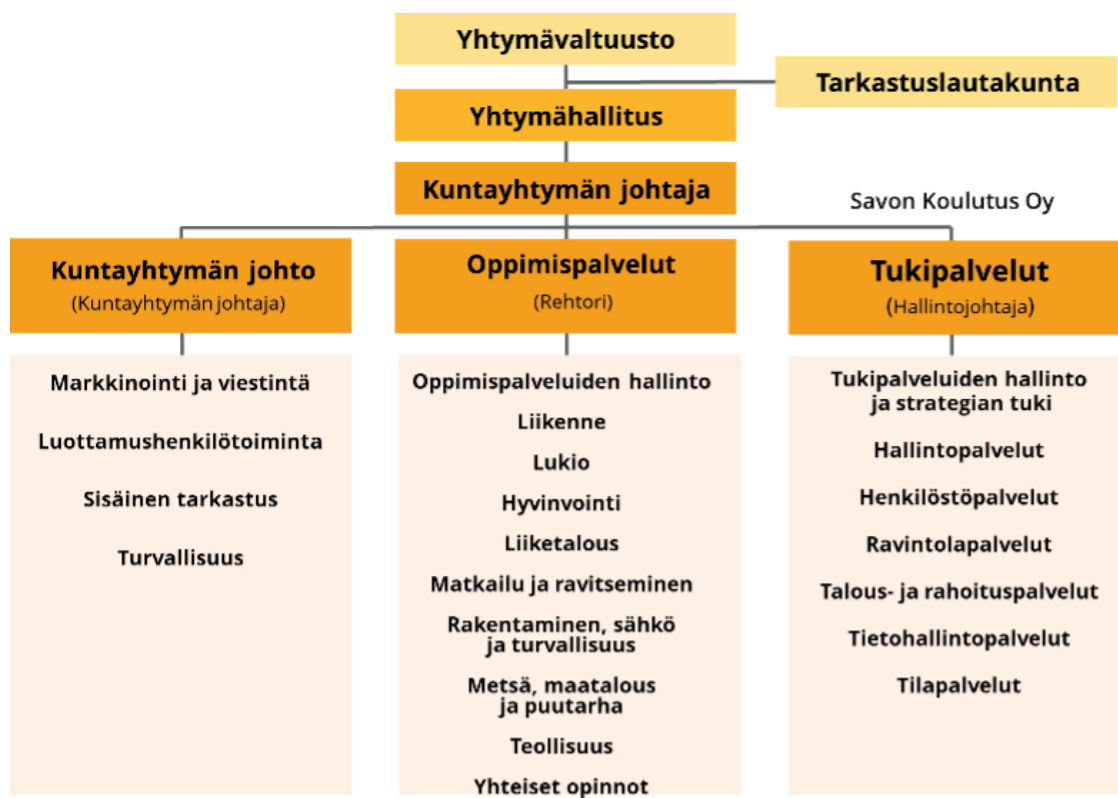 Yhtymävaltuusto
Tarkastuslautakunta
Yhtymähallitus
Kuntayhtymän johtaja
Savon Koulutus Oy
Kuntayhtymän johto
(Kuntayhtymän johtaja)
Markkinointi ja viestintä
Luottamushenkilötoiminta
Sisäinen tarkastus
Turvallisuus
Oppimispalvelut
(Rehtori)
Oppimispalveluiden hallinto
Liikenne
Lukio
Hyvinvointi
Liiketalous
Matkailu ja ravitseminen
Rakentaminen, sähkö
ja turvallisuus
Metsä, maatalous
ja puutarha
Teollisuus
Yhteiset opinnot
Tukipalvelut
(Hallintojohtaja)
Tukipalveluiden hallinto
ja strategian tuki
Hallintopalvelut
Henkilöstöpalvelut
Ravintolapalvelut
Talous- ja rahoituspalvelut
Tietohallintopalvelut
Tilapalvelut